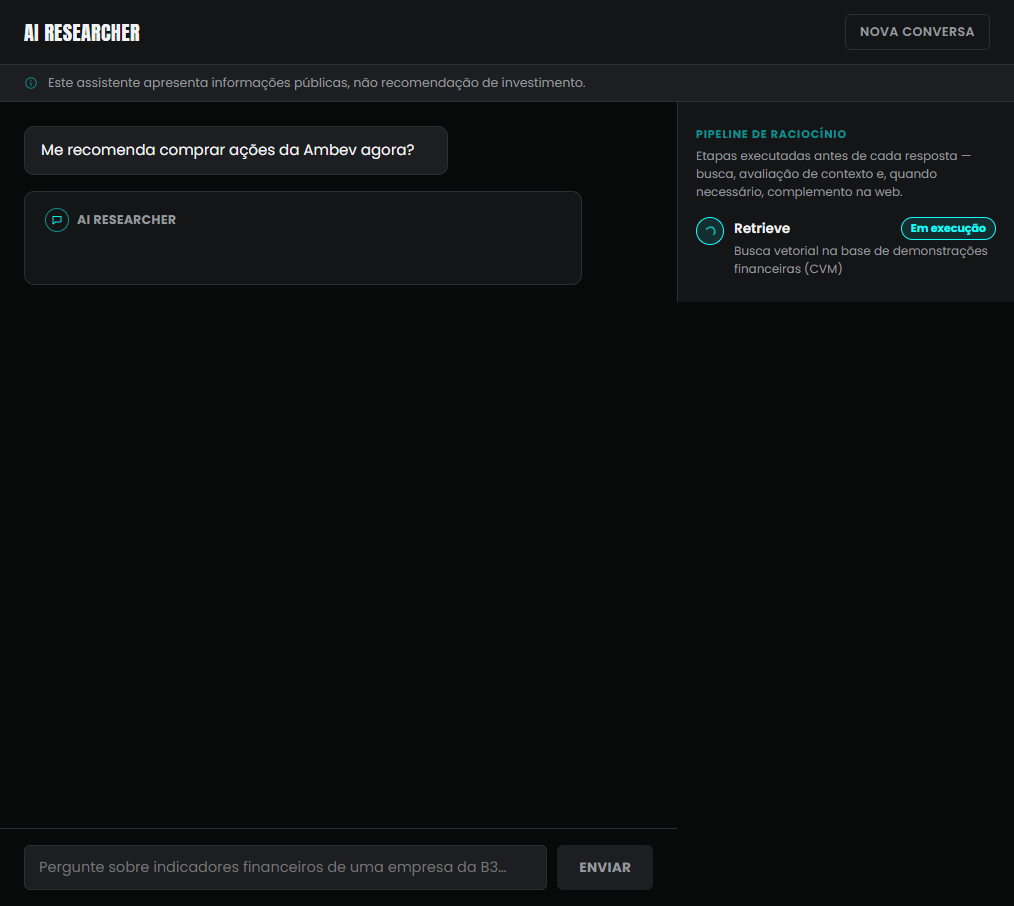 AI RESEARCHER
NOVA CONVERSA
Este assistente apresenta informações públicas, não recomendação de investimento.
Me recomenda comprar ações da Ambev agora?
AI RESEARCHER
PIPELINE DE RACIOCÍNIO
Etapas executadas antes de cada resposta —
busca, avaliação de contexto e, quando
necessário, complemento na web.
Retrieve
Em execução
Busca vetorial na base de demonstrações
financeiras (CVM)
Pergunte sobre indicadores financeiros de uma empresa da B3...
ENVIAR